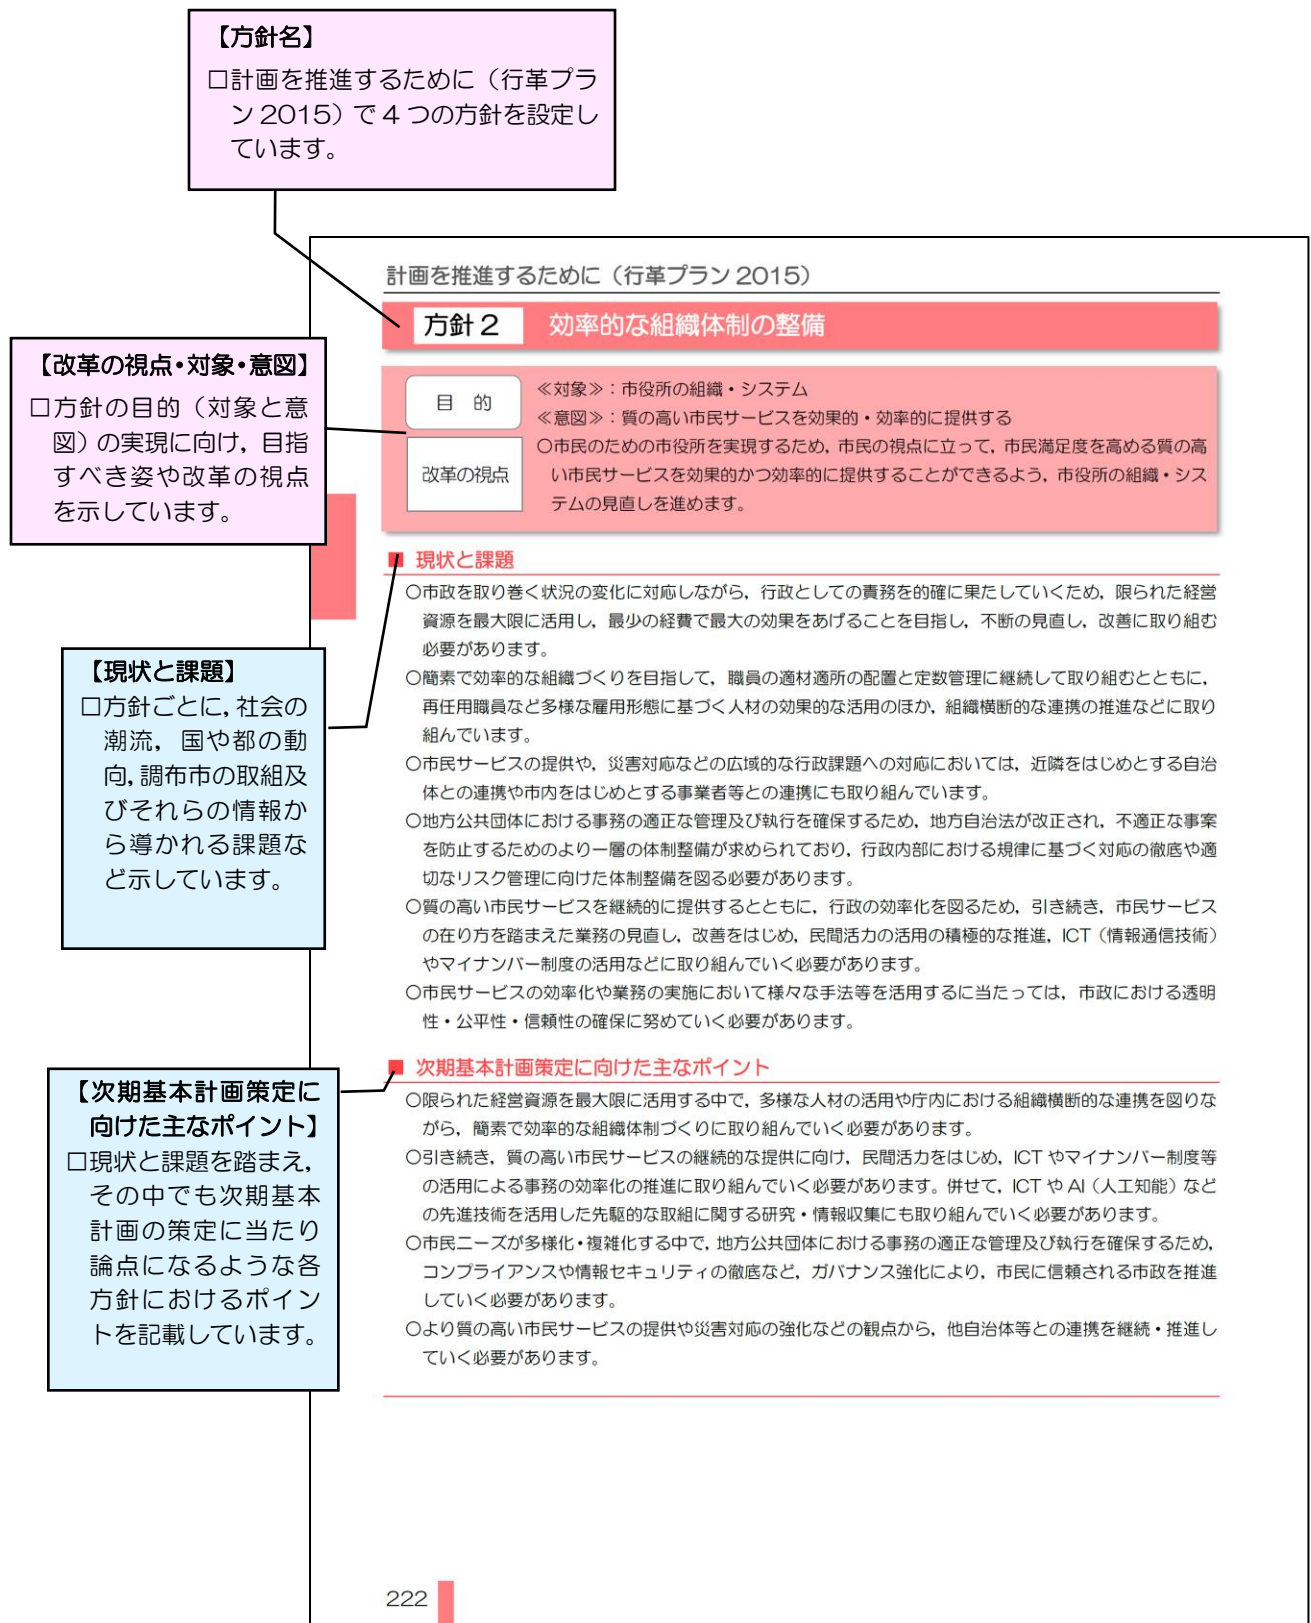 【方針名】
□計画を推進するために（行革プラ
ン 2015）で 4 つの方針を設定し
ています。
計画を推進するために（行革プラン 2015）
方針 2　効率的な組織体制の整備
【改革の視点・対象・意図】
□方針の目的（対象と意
図）の実現に向け，目指
すべき姿や改革の視点
を示しています。
目　的
≪対象≫：市役所の組織・システム
≪意図≫：質の高い市民サービスを効果的・効率的に提供する
改革の視点
○市民のための市役所を実現するため，市民の視点に立って，市民満足度を高める質の高
い市民サービスを効果的かつ効率的に提供することができるよう，市役所の組織・シス
テムの見直しを進めます。
■ 現状と課題
○市政を取り巻く状況の変化に対応しながら，行政としての責務を的確に果たしていくため，限られた経営
資源を最大限に活用し，最少の経費で最大の効果をあげることを目指し，不断の見直し，改善に取り組む
必要があります。
○簡素で効率的な組織づくりを目指して，職員の適材適所の配置と定数管理に継続して取り組むとともに，
再任用職員など多様な雇用形態に基づく人材の効果的な活用のほか，組織横断的な連携の推進などに取り
組んでいます。
○市民サービスの提供や，災害対応などの広域的な行政課題への対応においては，近隣をはじめとする自治
体との連携や市内をはじめとする事業者等との連携にも取り組んでいます。
○地方公共団体における事務の適正な管理及び執行を確保するため，地方自治法が改正され，不適正な事案
を防止するためのより一層の体制整備が求められており，行政内部における規律に基づく対応の徹底や適
切なリスク管理に向けた体制整備を図る必要があります。
○質の高い市民サービスを継続的に提供するとともに，行政の効率化を図るため，引き続き，市民サービス
の在り方を踏まえた業務の見直し，改善をはじめ，民間活力の活用の積極的な推進，ICT（情報通信技術）
やマイナンバー制度の活用などに取り組んでいく必要があります。
○市民サービスの効率化や業務の実施において様々な手法等を活用するに当たっては，市政における透明
性・公平性・信頼性の確保に努めていく必要があります。
【現状と課題】
□方針ごとに，社会の
潮流，国や都の動
向，調布市の取組及
びそれらの情報か
ら導かれる課題な
ど示しています。
■ 次期基本計画策定に向けた主なポイント
○限られた経営資源を最大限に活用する中で，多様な人材の活用や庁内における組織横断的な連携を図りな
がら，簡素で効率的な組織体制づくりに取り組んでいく必要があります。
○引き続き，質の高い市民サービスの継続的な提供に向け，民間活力をはじめ，ICT やマイナンバー制度等
の活用による事務の効率化の推進に取り組んでいく必要があります。併せて，ICT や AI（人工知能）など
の先進技術を活用した先駆的な取組に関する研究・情報収集にも取り組んでいく必要があります。
○市民ニーズが多様化・複雑化する中で，地方公共団体における事務の適正な管理及び執行を確保するため，
コンプライアンスや情報セキュリティの徹底など，ガバナンス強化により，市民に信頼される市政を推進
していく必要があります。
○より質の高い市民サービスの提供や災害対応の強化などの観点から，他自治体等との連携を継続・推進し
ていく必要があります。
【次期基本計画策定に
向けた主なポイント】
□現状と課題を踏まえ，
その中でも次期基本
計画の策定に当たり
論点になるような各
方針におけるポイン
トを記載しています。
222